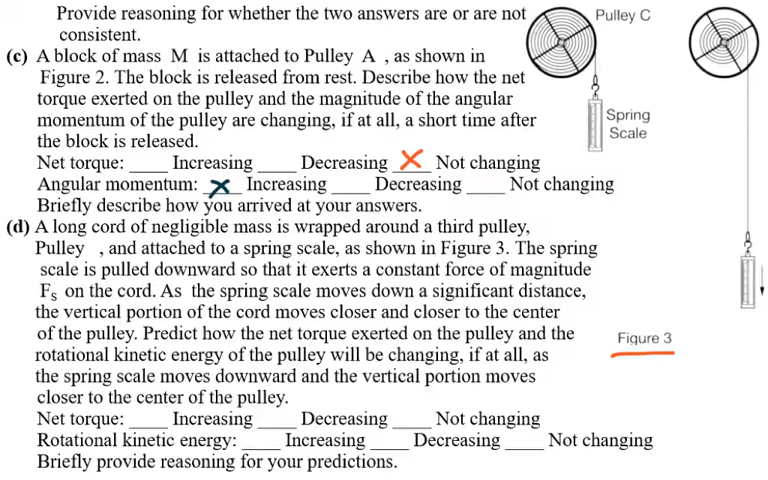 Provide reasoning for whether the two answers are or are not
consistent.
Pulley C
(c) A block of mass M is attached to Pulley A , as shown in
Figure 2. The block is released from rest. Describe how the net
torque exerted on the pulley and the magnitude of the angular
momentum of the pulley are changing, if at all, a short time after
the block is released.
Spring
Scale
Net torque: ____ Increasing ____ Decreasing _X_ Not changing
Angular momentum: _X_ Increasing ____ Decreasing ____ Not changing
Briefly describe how you arrived at your answers.
(d) A long cord of negligible mass is wrapped around a third pulley,
Pulley , and attached to a spring scale, as shown in Figure 3. The spring
scale is pulled downward so that it exerts a constant force of magnitude
Fs on the cord. As the spring scale moves down a significant distance,
the vertical portion of the cord moves closer and closer to the center
of the pulley. Predict how the net torque exerted on the pulley and the
rotational kinetic energy of the pulley will be changing, if at all, as
the spring scale moves downward and the vertical portion moves
closer to the center of the pulley.
Figure 3
Net torque: ____ Increasing ____ Decreasing ____ Not changing
Rotational kinetic energy: ____ Increasing ____ Decreasing ____ Not changing
Briefly provide reasoning for your predictions.